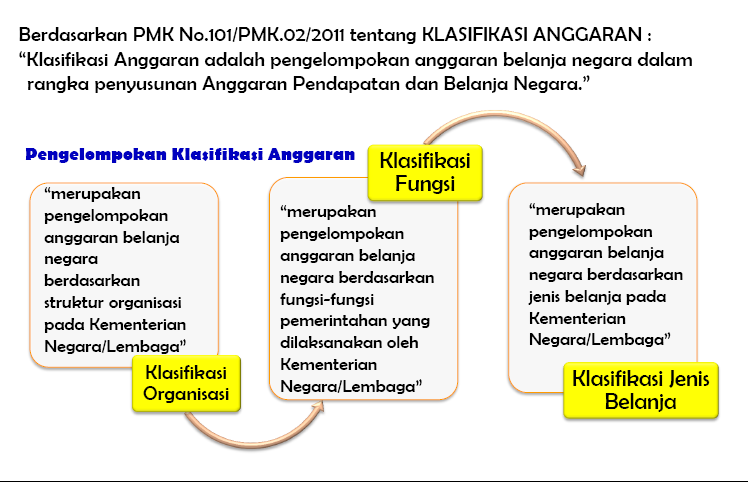 Berdasarkan PMK No.101/PMK.02/2011 tentang KLASIFIKASI ANGGARAN :
“Klasifikasi Anggaran adalah pengelompokan anggaran belanja negara dalam
rangka penyusunan Anggaran Pendapatan dan Belanja Negara.”
Pengelompokan Klasifikasi Anggaran
“merupakan
pengelompokan
anggaran belanja
negara
berdasarkan
struktur organisasi
pada Kementerian
Negara/Lembaga”
Klasifikasi
Organisasi
Klasifikasi
Fungsi
“merupakan
pengelompokan
anggaran belanja
negara berdasarkan
fungsi-fungsi
pemerintahan yang
dilaksanakan oleh
Kementerian
Negara/Lembaga”
“merupakan
pengelompokan
anggaran belanja
negara berdasarkan
jenis belanja pada
Kementerian
Negara/Lembaga”
Klasifikasi Jenis
Belanja